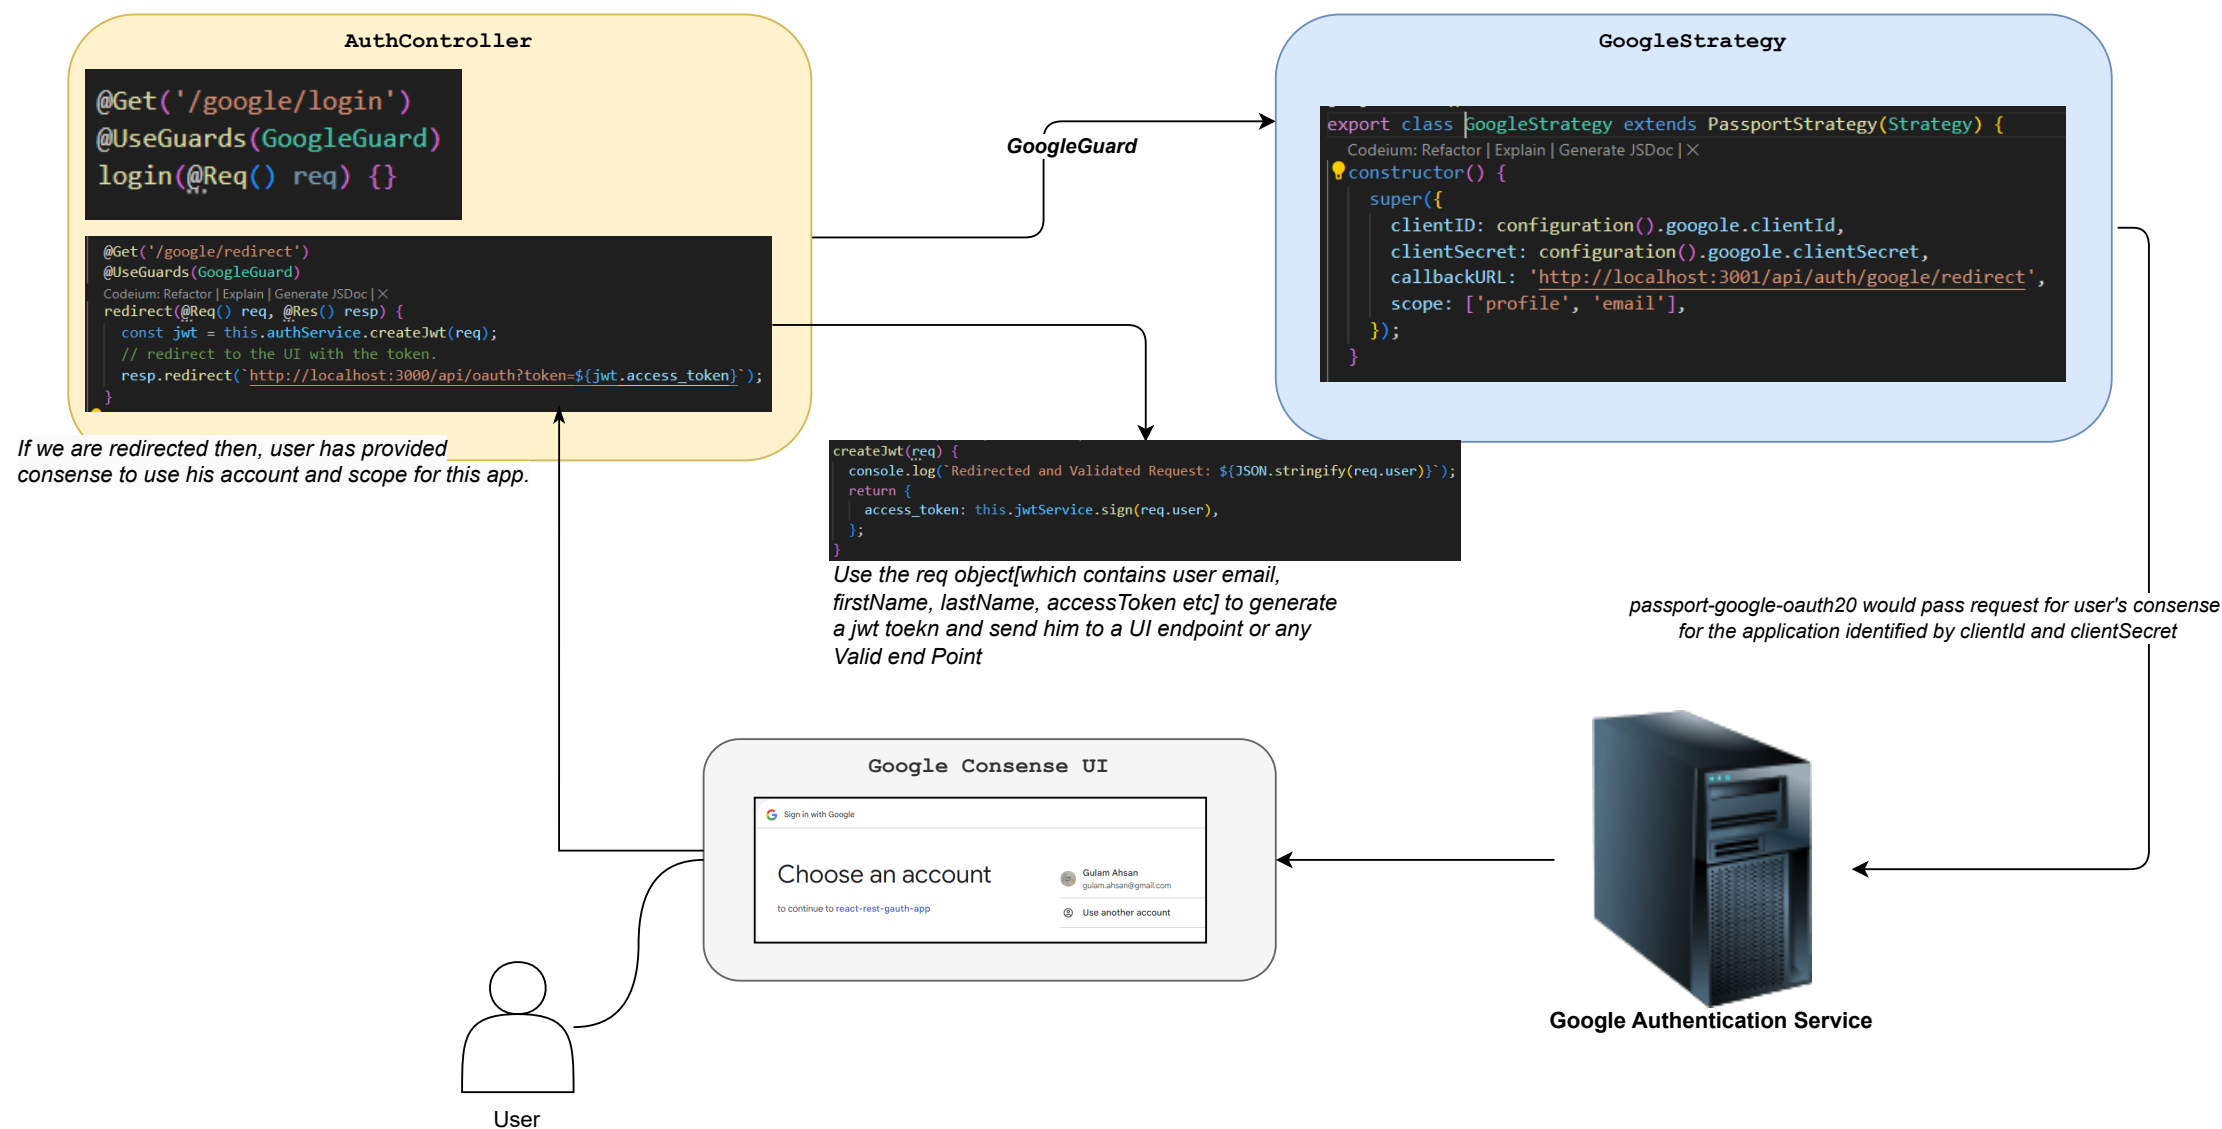 AuthController
@Get('/google/login')
@UseGuards(GoogleGuard)
login(@Req() req) {}
@Get('/google/redirect')
@UseGuards(GoogleGuard)
Codeium: Refactor | Explain | Generate JSDoc | ×
redirect(@Req() req, @Res() resp) {
const jwt = this.authService.createJwt(req);
// redirect to the UI with the token.
resp.redirect(`http://localhost:3000/api/oauth?token=${jwt.access_token}`);
}
If we are redirected then, user has provided
consense to use his account and scope for this app.
GoogleGuard
GoogleStrategy
export class GoogleStrategy extends PassportStrategy(Strategy) {
Codeium: Refactor | Explain | Generate JSDoc | ×
constructor() {
super({
clientID: configuration().googole.clientId,
clientSecret: configuration().googole.clientSecret,
callbackURL: 'http://localhost:3001/api/auth/google/redirect',
scope: ['profile', 'email'],
});
}
createJwt(req) {
console.log(`Redirected and Validated Request: ${JSON.stringify(req.user)}`);
return {
access_token: this.jwtService.sign(req.user),
};
}
Use the req object[which contains user email,
firstName, lastName, accessToken etc] to generate
a jwt toekn and send him to a UI endpoint or any
Valid end Point
passport-google-oauth20 would pass request for user's consense
for the application identified by clientId and clientSecret
Google Consense UI
Sign in with Google
Choose an account
to continue to react-rest-gauth-app
Gulam Ahsan
gulam.ahsan@gmail.com
Use another account
Google Authentication Service
User